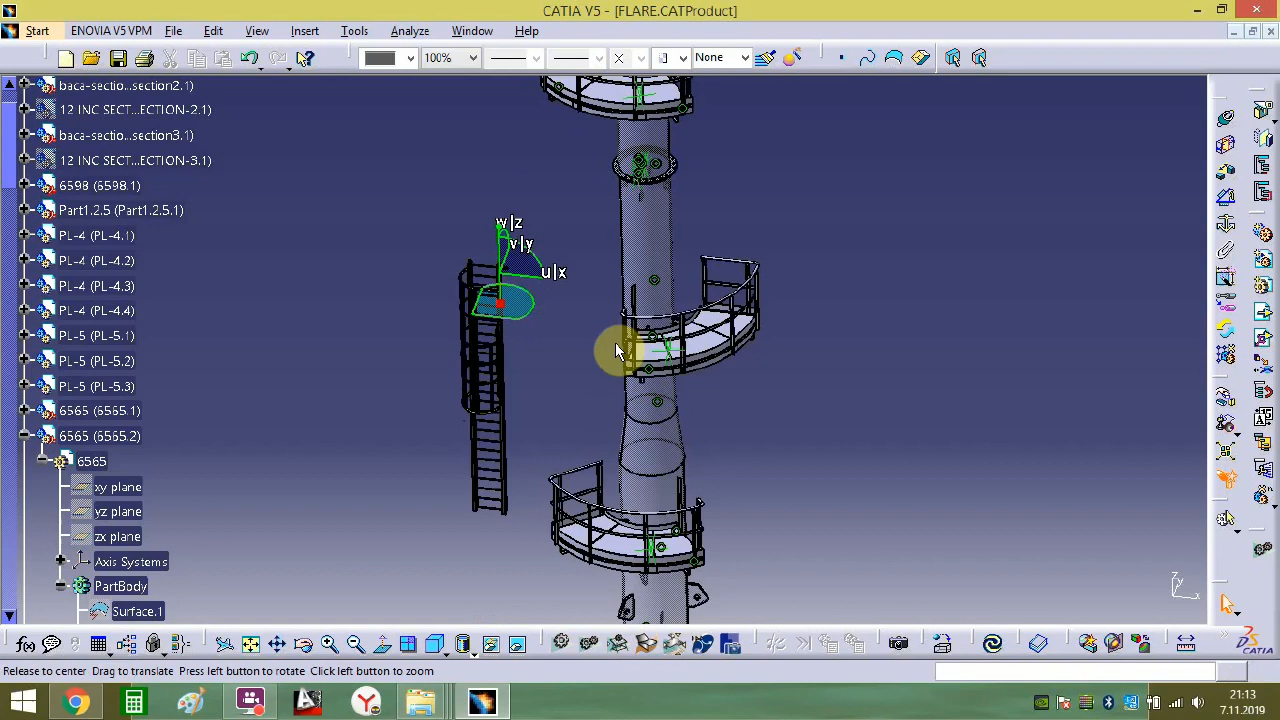 CATIA V5 - [FLARE.CATProduct]
Start ENOVIA V5 VPM File Edit View Insert Tools Analyze Window Help
100% None
baca-sectio...section2.1)
12 INC SECT...ECTION-2.1)
baca-sectio...section3.1)
12 INC SECT...ECTION-3.1)
6598 (6598.1)
Part1.2.5 (Part1.2.5.1)
PL-4 (PL-4.1)
PL-4 (PL-4.2)
PL-4 (PL-4.3)
PL-4 (PL-4.4)
PL-5 (PL-5.1)
PL-5 (PL-5.2)
PL-5 (PL-5.3)
6565 (6565.1)
6565 (6565.2)
6565
xy plane
yz plane
zx plane
Axis Systems
PartBody
Surface.1
w|z
v|y
u|x
z
y
x
CATIA
Release to center Drag to translate Press left button to rotate Click left button to zoom
21:13
7.11.2019